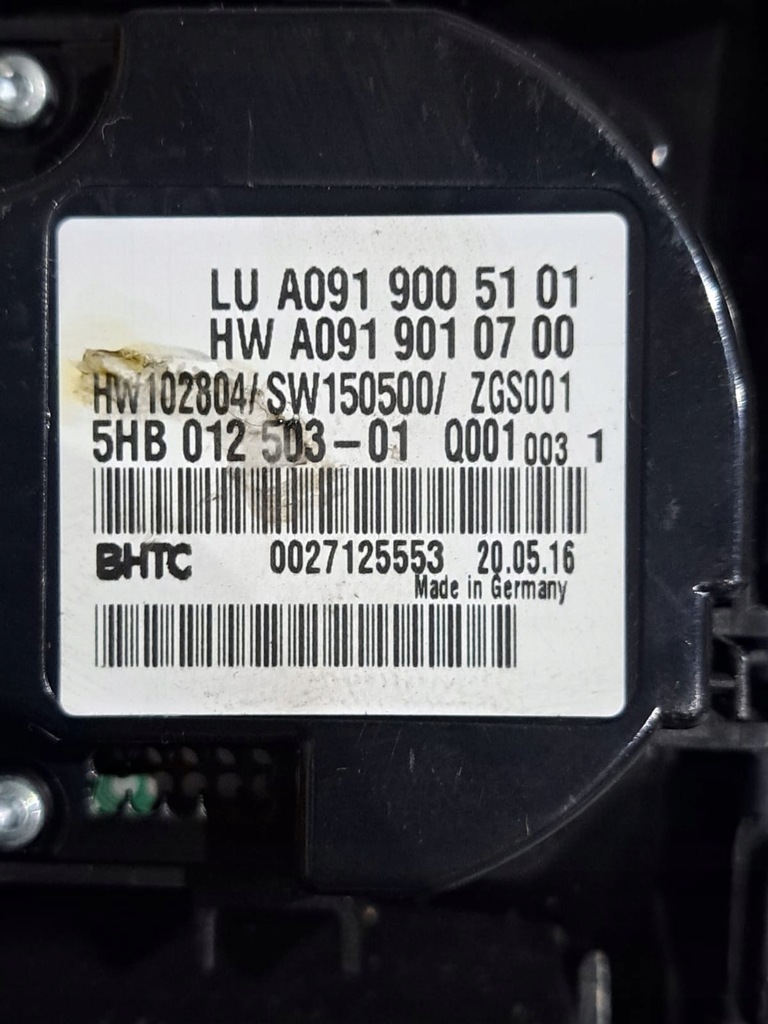 LU A091 900 51 01
HW A091 901 07 00
HW102804/SW150500/ ZGS001
5HB 012 503-01 Q001 003 1
BHTC 0027125553 20.05.16
Made in Germany